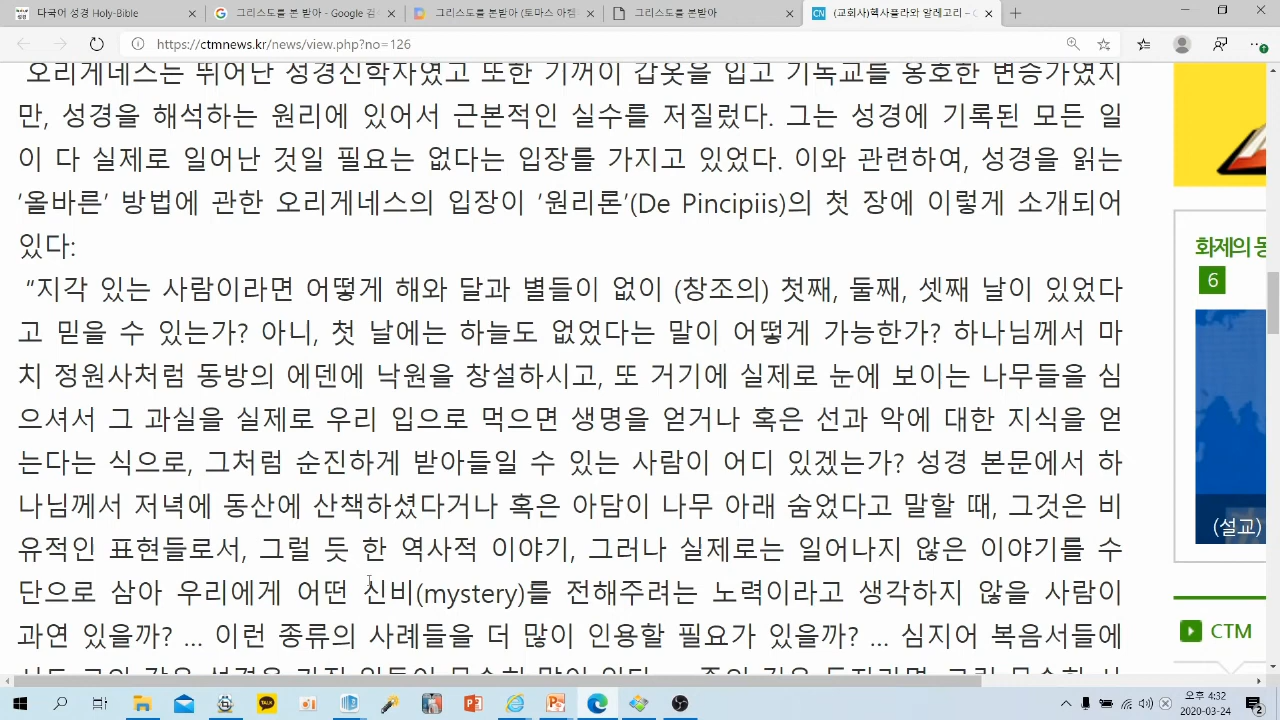 다국어 성경 Holy-Bible
그리스도를 본 받아 - Google 검
그리스도를 본받아 (토마스 아켐
그리스도를 본받아
(교회사)헥사플라와 알레고리 – C
https://ctmnews.kr/news/view.php?no=126
오리게네스는 뛰어난 성경신학자였고 또한 기꺼이 갑옷을 입고 기독교를 옹호한 변증가였지
만, 성경을 해석하는 원리에 있어서 근본적인 실수를 저질렀다. 그는 성경에 기록된 모든 일
이 다 실제로 일어난 것일 필요는 없다는 입장를 가지고 있었다. 이와 관련하여, 성경을 읽는
‘올바른’ 방법에 관한 오리게네스의 입장이 ‘원리론’(De Pincipiis)의 첫 장에 이렇게 소개되어
있다:
“지각 있는 사람이라면 어떻게 해와 달과 별들이 없이 (창조의) 첫째, 둘째, 셋째 날이 있었다
고 믿을 수 있는가? 아니, 첫 날에는 하늘도 없었다는 말이 어떻게 가능한가? 하나님께서 마
치 정원사처럼 동방의 에덴에 낙원을 창설하시고, 또 거기에 실제로 눈에 보이는 나무들을 심
으셔서 그 과실을 실제로 우리 입으로 먹으면 생명을 얻거나 혹은 선과 악에 대한 지식을 얻
는다는 식으로, 그처럼 순진하게 받아들일 수 있는 사람이 어디 있겠는가? 성경 본문에서 하
나님께서 저녁에 동산에 산책하셨다거나 혹은 아담이 나무 아래 숨었다고 말할 때, 그것은 비
유적인 표현들로서, 그럴 듯 한 역사적 이야기, 그러나 실제로는 일어나지 않은 이야기를 수
단으로 삼아 우리에게 어떤 신비(mystery)를 전해주려는 노력이라고 생각하지 않을 사람이
과연 있을까? ... 이런 종류의 사례들을 더 많이 인용할 필요가 있을까? ... 심지어 복음서들에
화제의 동
6
(설교)
CTM
오후 4:32
2020-03-24